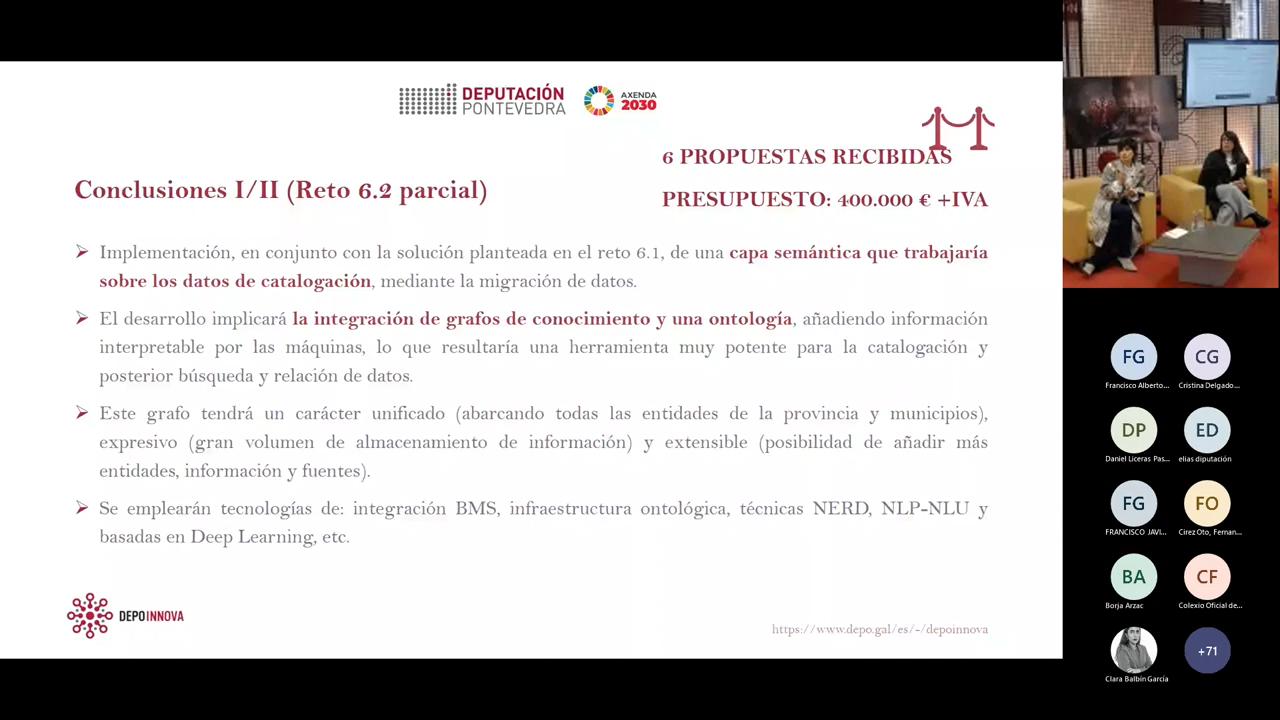 DEPUTACIÓN
PONTEVEDRA
AXENDA
2030
6 PROPUESTAS RECIBIDAS
PRESUPUESTO: 400.000 € +IVA
Conclusiones I/II (Reto 6.2 parcial)
Implementación, en conjunto con la solución planteada en el reto 6.1, de una capa semántica que trabajaría
sobre los datos de catalogación, mediante la migración de datos.
El desarrollo implicará la integración de grafos de conocimiento y una ontología, añadiendo información
interpretable por las máquinas, lo que resultaría una herramienta muy potente para la catalogación y
posterior búsqueda y relación de datos.
Este grafo tendrá un carácter unificado (abarcando todas las entidades de la provincia y municipios),
expresivo (gran volumen de almacenamiento de información) y extensible (posibilidad de añadir más
entidades, información y fuentes).
Se emplearán tecnologías de: integración BMS, infraestructura ontológica, técnicas NERD, NLP-NLU y
basadas en Deep Learning, etc.
DEPOINNOVA
https://www.depo.gal/es/-/depoinnova
FG
CG
Francisco Alberto...
Cristina Delgado...
DP
ED
Daniel Liceras Pas...
elias diputación
FG
FO
FRANCISCO JAVI...
Cirez Oto, Fernan...
BA
CF
Borja Arzac
Colexio Oficial de...
+71
Clara Balbín García